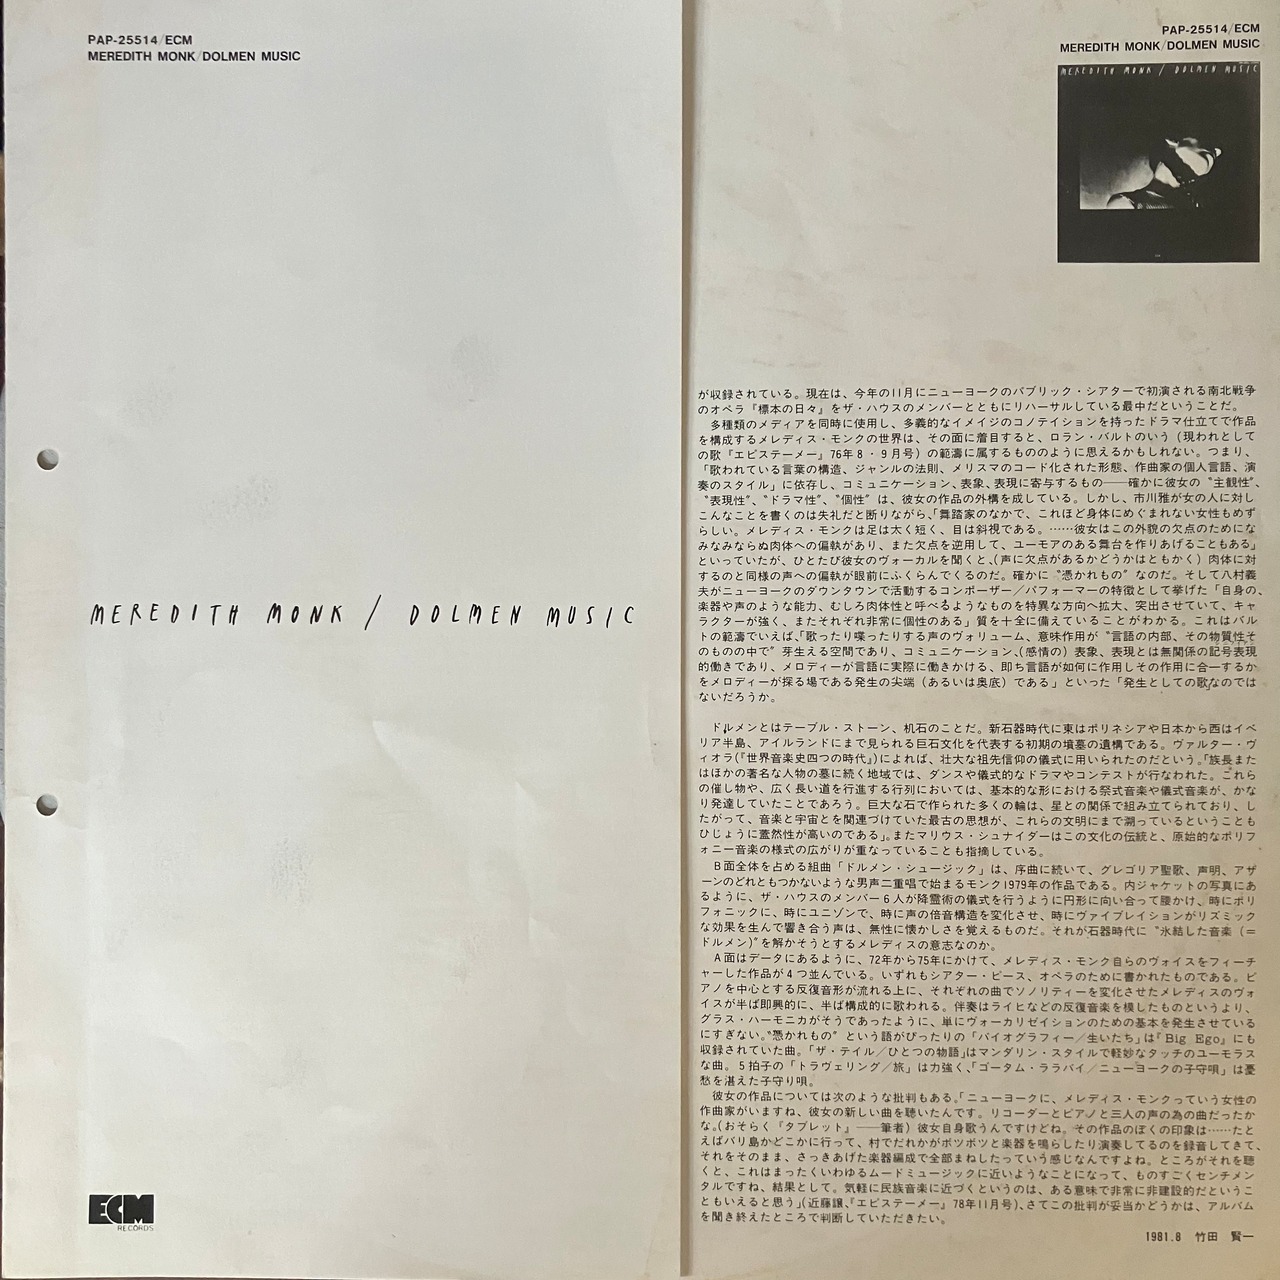 PAP-25514/ECM
MEREDITH MONK/DOLMEN MUSIC
MEREDITH MONK / DOLMEN MUSIC
ECM
RECORDS
PAP-25514/ECM
MEREDITH MONK/DOLMEN MUSIC
MEREDITH MONK / DOLMEN MUSIC
が収録されている。現在は、今年の11月にニューヨークのパブリック・シアターで初演される南北戦争
のオペラ『標本の日々』をザ・ハウスのメンバーとともにリハーサルしている最中だということだ。
多種類のメディアを同時に使用し、多義的なイメイジのコノテイションを持ったドラマ仕立てで作品
を構成するメレディス・モンクの世界は、その面に着目すると、ロラン・バルトのいう（現われとして
の歌『エピステーメー』76年8・9月号）の範濤に属するもののように思えるかもしれない。つまり、
「歌われている言葉の構造、ジャンルの法則、メリスマのコード化された形態、作曲家の個人言語、演
奏のスタイル」に依存し、コミュニケーション、表象、表現に寄与するもの──確かに彼女の〝主観性〟、
〝表現性〟、〝ドラマ性〟、〝個性〟は、彼女の作品の外構を成している。しかし、市川雅が女の人に対し
こんなことを書くのは失礼だと断りながら、「舞踏家のなかで、これほど身体にめぐまれない女性もめず
らしい。メレディス・モンクは足は太く短く、目は斜視である。……彼女はこの外貌の欠点のためにな
みなみならぬ肉体への偏執があり、また欠点を逆用して、ユーモアのある舞台を作りあげることもある」
といっていたが、ひとたび彼女のヴォーカルを聞くと、（声に欠点があるかどうかはともかく）肉体に対
するのと同様の声への偏執が眼前にふくらんでくるのだ。確かに〝憑かれもの〟なのだ。そして八村義
夫がニューヨークのダウンタウンで活動するコンポーザー／パフォーマーの特徴として挙げた「自身の、
楽器や声のような能力、むしろ肉体性と呼べるようなものを特異な方向へ拡大、突出させていて、キャ
ラクターが強く、またそれぞれ非常に個性のある」質を十全に備えていることがわかる。これはバル
トの範濤でいえば、「歌ったり喋ったりする声のヴォリューム、意味作用が〝言語の内部、その物質性そ
のものの中で〟芽生える空間であり、コミュニケーション、（感情の）表象、表現とは無関係の記号表現
的働きであり、メロディーが言語に実際に働きかける、即ち言語が如何に作用しその作用に合一するか
をメロディーが探る場である発生の尖端（あるいは奥底）である」といった「発生としての歌」なのでは
ないだろうか。
ドルメンとはテーブル・ストーン、机石のことだ。新石器時代に東はポリネシアや日本から西はイベ
リア半島、アイルランドにまで見られる巨石文化を代表する初期の墳墓の遺構である。ヴァルター・ヴ
ィオラ（『世界音楽史四つの時代』）によれば、壮大な祖先信仰の儀式に用いられたのだという。「族長また
はほかの著名な人物の墓に続く地域では、ダンスや儀式的なドラマやコンテストが行なわれた。これら
の催し物や、広く長い道を行進する行列においては、基本的な形における祭式音楽や儀式音楽が、かな
り発達していたことであろう。巨大な石で作られた多くの輪は、星との関係で組み立てられており、し
たがって、音楽と宇宙とを関連づけていた最古の思想が、これらの文明にまで溯っているということも
ひじょうに蓋然性が高いのである」。またマリウス・シュナイダーはこの文化の伝統と、原始的なポリフ
ォニー音楽の様式の広がりが重なっていることも指摘している。
B面全体を占める組曲「ドルメン・ミュージック」は、序曲に続いて、グレゴリア聖歌、声明、アザ
ーンのどれともつかないような男声二重唱で始まるモンク1979年の作品である。内ジャケットの写真にあ
るように、ザ・ハウスのメンバー6人が降霊術の儀式を行うように円形に向い合って腰かけ、時にポリ
フォニックに、時にユニゾンで、時に声の倍音構造を変化させ、時にヴァイブレイションがリズミック
な効果を生んで響き合う声は、無性に懐かしさを覚えるものだ。それが石器時代に〝氷結した音楽（＝
ドルメン）〟を解かそうとするメレディスの意志なのか。
A面はデータにあるように、72年から75年にかけて、メレディス・モンク自らのヴォイスをフィーチ
ャーした作品が4つ並んでいる。いずれもシアター・ピース、オペラのために書かれたものである。ピ
アノを中心とする反復音形が流れる上に、それぞれの曲でソノリティーを変化させたメレディスのヴォ
イスが半ば即興的に、半ば構成的に歌われる。伴奏はライヒなどの反復音楽を模したものというより、
グラス・ハーモニカがそうであったように、単にヴォーカリゼイションのための基本を発生させている
にすぎない。〝憑かれもの〟という語がぴったりの「バイオグラフィー／生いたち」は『Big Ego』にも
収録されていた曲。「ザ・テイル／ひとつの物語」はマンダリン・スタイルで軽妙なタッチのユーモラス
な曲。5拍子の「トラヴェリング／旅」は力強く、「ゴータム・ララバイ／ニューヨークの子守唄」は憂
愁を湛えた子守り唄。
彼女の作品については次のような批判もある。「ニューヨークに、メレディス・モンクっていう女性の
作曲家がいますね、彼女の新しい曲を聴いたんです。リコーダーとピアノと三人の声の為の曲だったか
な。（おそらく『タブレット』──筆者）彼女自身歌うんですけどね。その作品のぼくの印象は……たと
えばバリ島かどこかに行って、村でだれかがボツボツと楽器を鳴らしたり演奏してるのを録音してきて、
それをそのまま、さっきあげた楽器編成で全部まねしたっていう感じなんですよね。ところがそれを聴
くと、これはまったくいわゆるムードミュージックに近いようなことになって、ものすごくセンチメン
タルですね、結果として。気軽に民族音楽に近づくというのは、ある意味で非常に非建設的だというこ
ともいえると思う」（近藤譲、『エピステーメー』78年11月号）、さてこの批判が妥当かどうかは、アルバム
を聞き終えたところで判断していただきたい。
1981.8 竹田 賢一